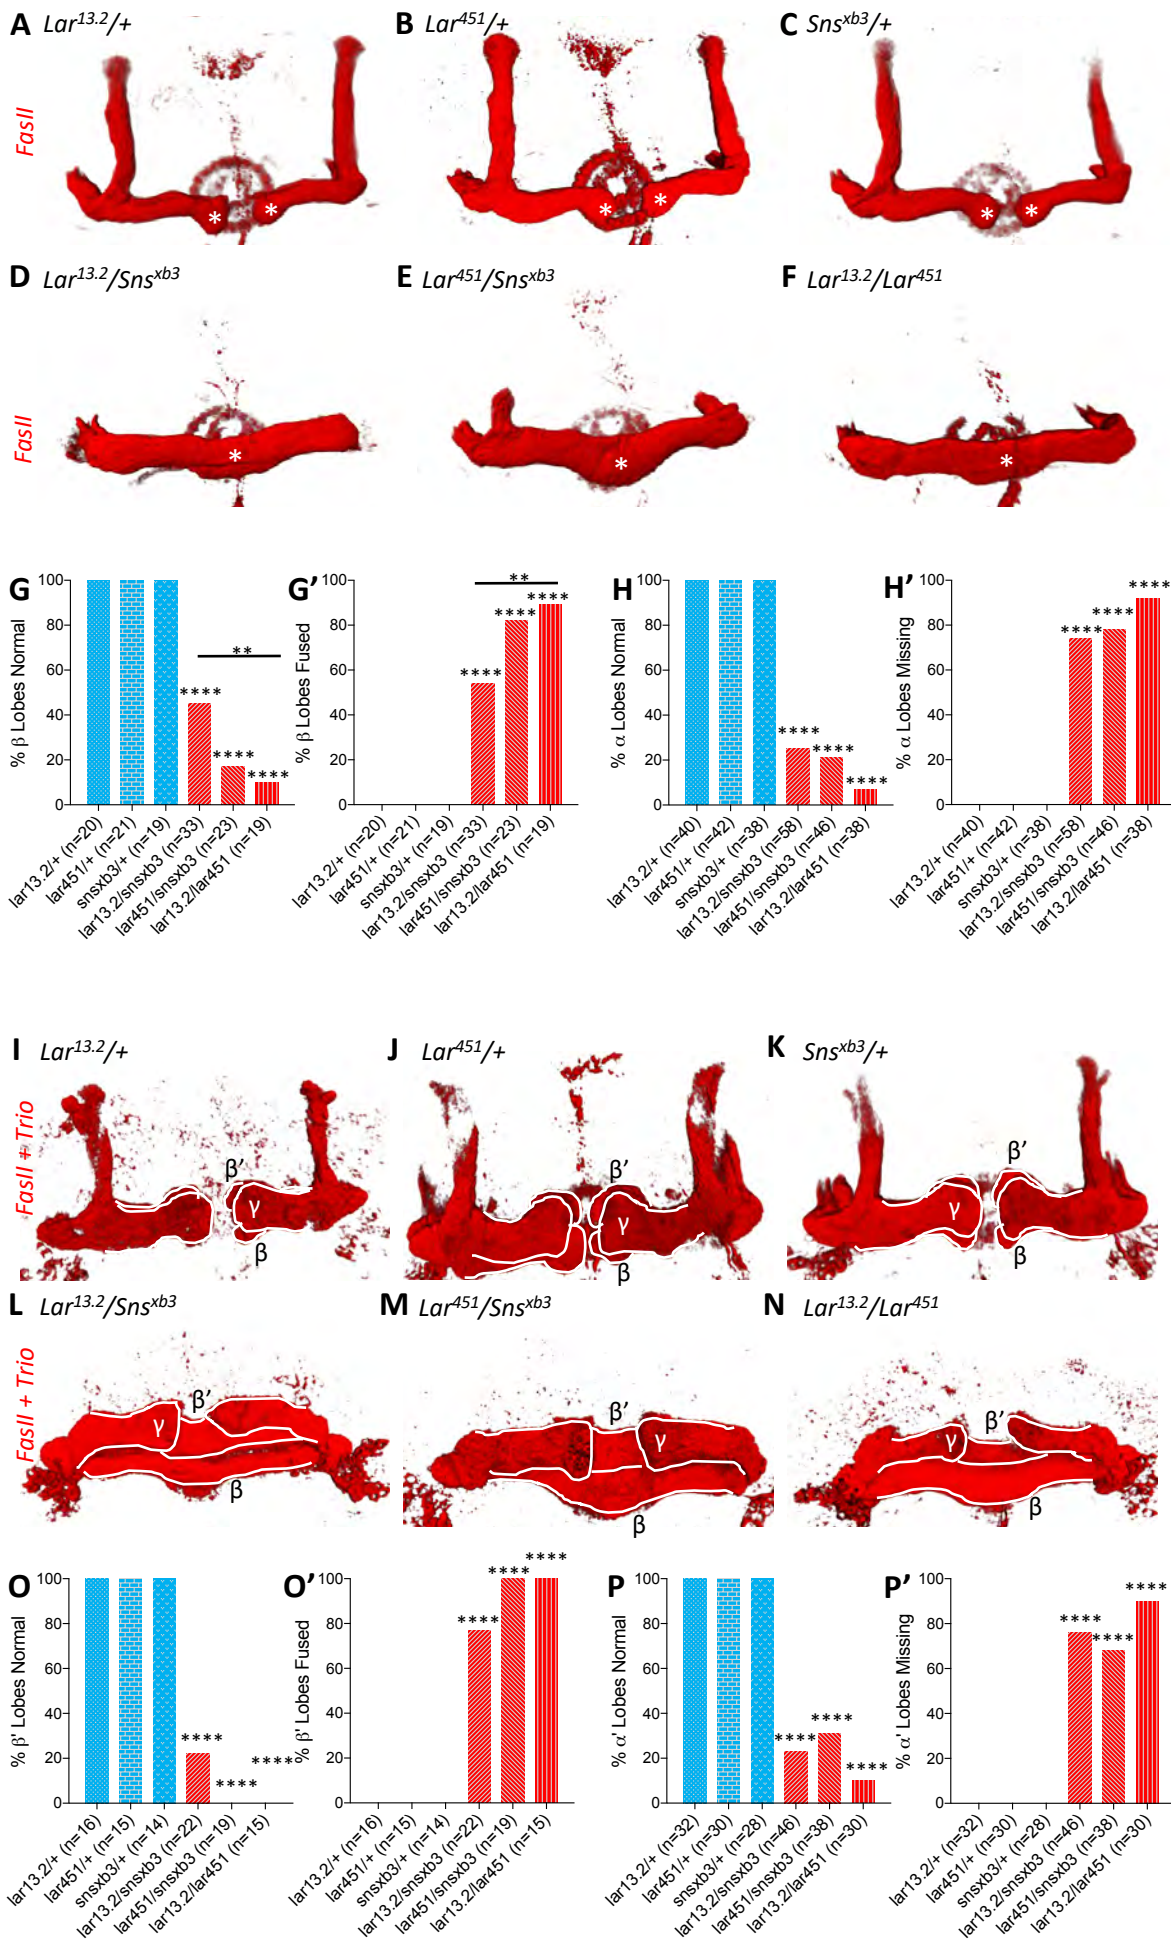 A Lar13.2/+
B Lar451/+
C Snsxb3/+
FasII
* * * * * *
D Lar13.2/Snsxb3
E Lar451/Snsxb3
F Lar13.2/Lar451
FasII
* * *
G
% β Lobes Normal
100
80
60
40
20
0
**
**** **** ****
lar13.2/+ (n=20)
lar451/+ (n=21)
snsxb3/+ (n=19)
lar13.2/snsxb3 (n=33)
lar451/snsxb3 (n=23)
lar13.2/lar451 (n=19)
G'
% β Lobes Fused
100
80
60
40
20
0
**
**** **** ****
lar13.2/+ (n=20)
lar451/+ (n=21)
snsxb3/+ (n=19)
lar13.2/snsxb3 (n=33)
lar451/snsxb3 (n=23)
lar13.2/lar451 (n=19)
H
% α Lobes Normal
100
80
60
40
20
0
**** **** ****
lar13.2/+ (n=40)
lar451/+ (n=42)
snsxb3/+ (n=38)
lar13.2/snsxb3 (n=58)
lar451/snsxb3 (n=46)
lar13.2/lar451 (n=38)
H'
% α Lobes Missing
100
80
60
40
20
0
**** **** ****
lar13.2/+ (n=40)
lar451/+ (n=42)
snsxb3/+ (n=38)
lar13.2/snsxb3 (n=58)
lar451/snsxb3 (n=46)
lar13.2/lar451 (n=38)
I Lar13.2/+
J Lar451/+
K Snsxb3/+
FasII + Trio
β' γ β
β' γ β
β' γ β
L Lar13.2/Snsxb3
M Lar451/Snsxb3
N Lar13.2/Lar451
FasII + Trio
β' γ β
β' γ β
β' γ β
O
% β' Lobes Normal
100
80
60
40
20
0
**** **** ****
lar13.2/+ (n=16)
lar451/+ (n=15)
snsxb3/+ (n=14)
lar13.2/snsxb3 (n=22)
lar451/snsxb3 (n=19)
lar13.2/lar451 (n=15)
O'
% β' Lobes Fused
100
80
60
40
20
0
**** **** ****
lar13.2/+ (n=16)
lar451/+ (n=15)
snsxb3/+ (n=14)
lar13.2/snsxb3 (n=22)
lar451/snsxb3 (n=19)
lar13.2/lar451 (n=15)
P
% α' Lobes Normal
100
80
60
40
20
0
**** **** ****
lar13.2/+ (n=32)
lar451/+ (n=30)
snsxb3/+ (n=28)
lar13.2/snsxb3 (n=46)
lar451/snsxb3 (n=38)
lar13.2/lar451 (n=30)
P'
% α' Lobes Missing
100
80
60
40
20
0
**** **** ****
lar13.2/+ (n=32)
lar451/+ (n=30)
snsxb3/+ (n=28)
lar13.2/snsxb3 (n=46)
lar451/snsxb3 (n=38)
lar13.2/lar451 (n=30)